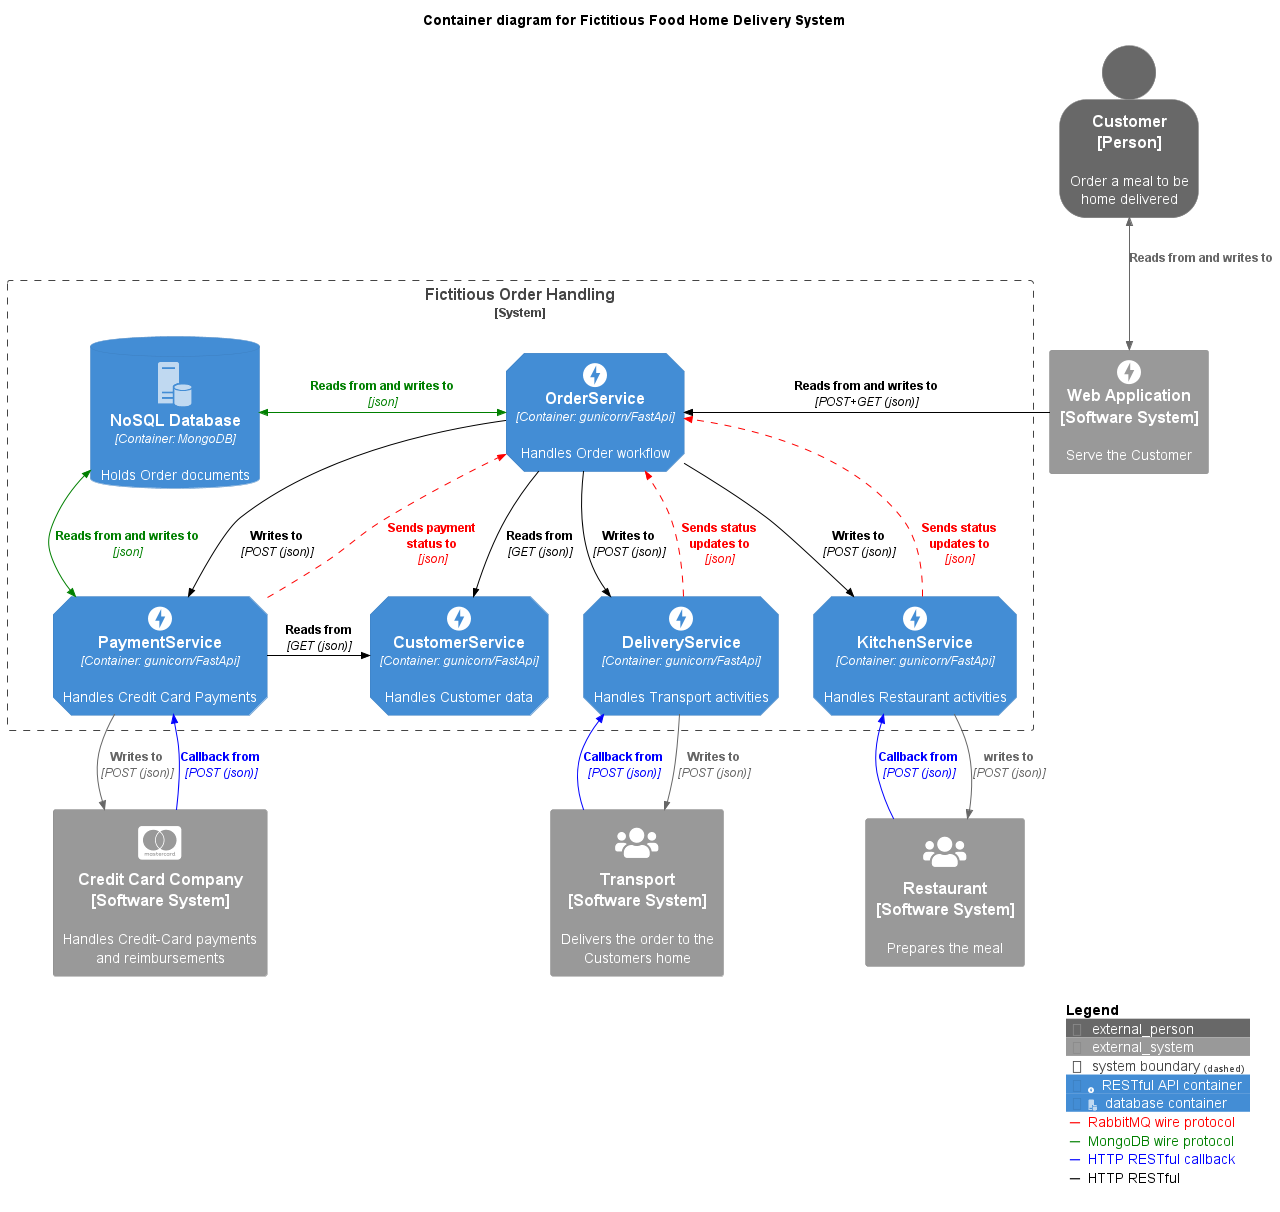 Container diagram for Fictitious Food Home Delivery System
Customer
[Person]
Order a meal to be
home delivered
Reads from and writes to
Fictitious Order Handling
[System]
NoSQL Database
[Container: MongoDB]
Holds Order documents
Reads from and writes to
[json]
OrderService
[Container: gunicorn/FastApi]
Handles Order workflow
Reads from and writes to
[POST+GET (json)]
Web Application
[Software System]
Serve the Customer
Reads from and writes to
[json]
Writes to
[POST (json)]
Sends payment
status to
[json]
Reads from
[GET (json)]
Writes to
[POST (json)]
Sends status
updates to
[json]
Writes to
[POST (json)]
Sends status
updates to
[json]
PaymentService
[Container: gunicorn/FastApi]
Handles Credit Card Payments
Reads from
[GET (json)]
CustomerService
[Container: gunicorn/FastApi]
Handles Customer data
DeliveryService
[Container: gunicorn/FastApi]
Handles Transport activities
KitchenService
[Container: gunicorn/FastApi]
Handles Restaurant activities
Writes to
[POST (json)]
Callback from
[POST (json)]
Callback from
[POST (json)]
Writes to
[POST (json)]
Callback from
[POST (json)]
writes to
[POST (json)]
mastercard
Credit Card Company
[Software System]
Handles Credit-Card payments
and reimbursements
Transport
[Software System]
Delivers the order to the
Customers home
Restaurant
[Software System]
Prepares the meal
Legend
external_person
external_system
system boundary (dashed)
RESTful API container
database container
RabbitMQ wire protocol
MongoDB wire protocol
HTTP RESTful callback
HTTP RESTful